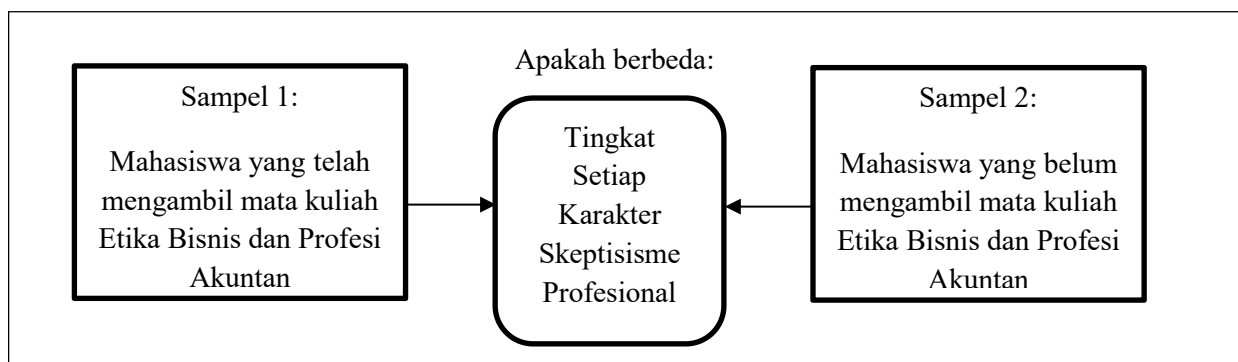 Apakah berbeda:
Sampel 1:
Mahasiswa yang telah
mengambil mata kuliah
Etika Bisnis dan Profesi
Akuntan
Tingkat
Setiap
Karakter
Skeptisisme
Profesional
Sampel 2:
Mahasiswa yang belum
mengambil mata kuliah
Etika Bisnis dan Profesi
Akuntan